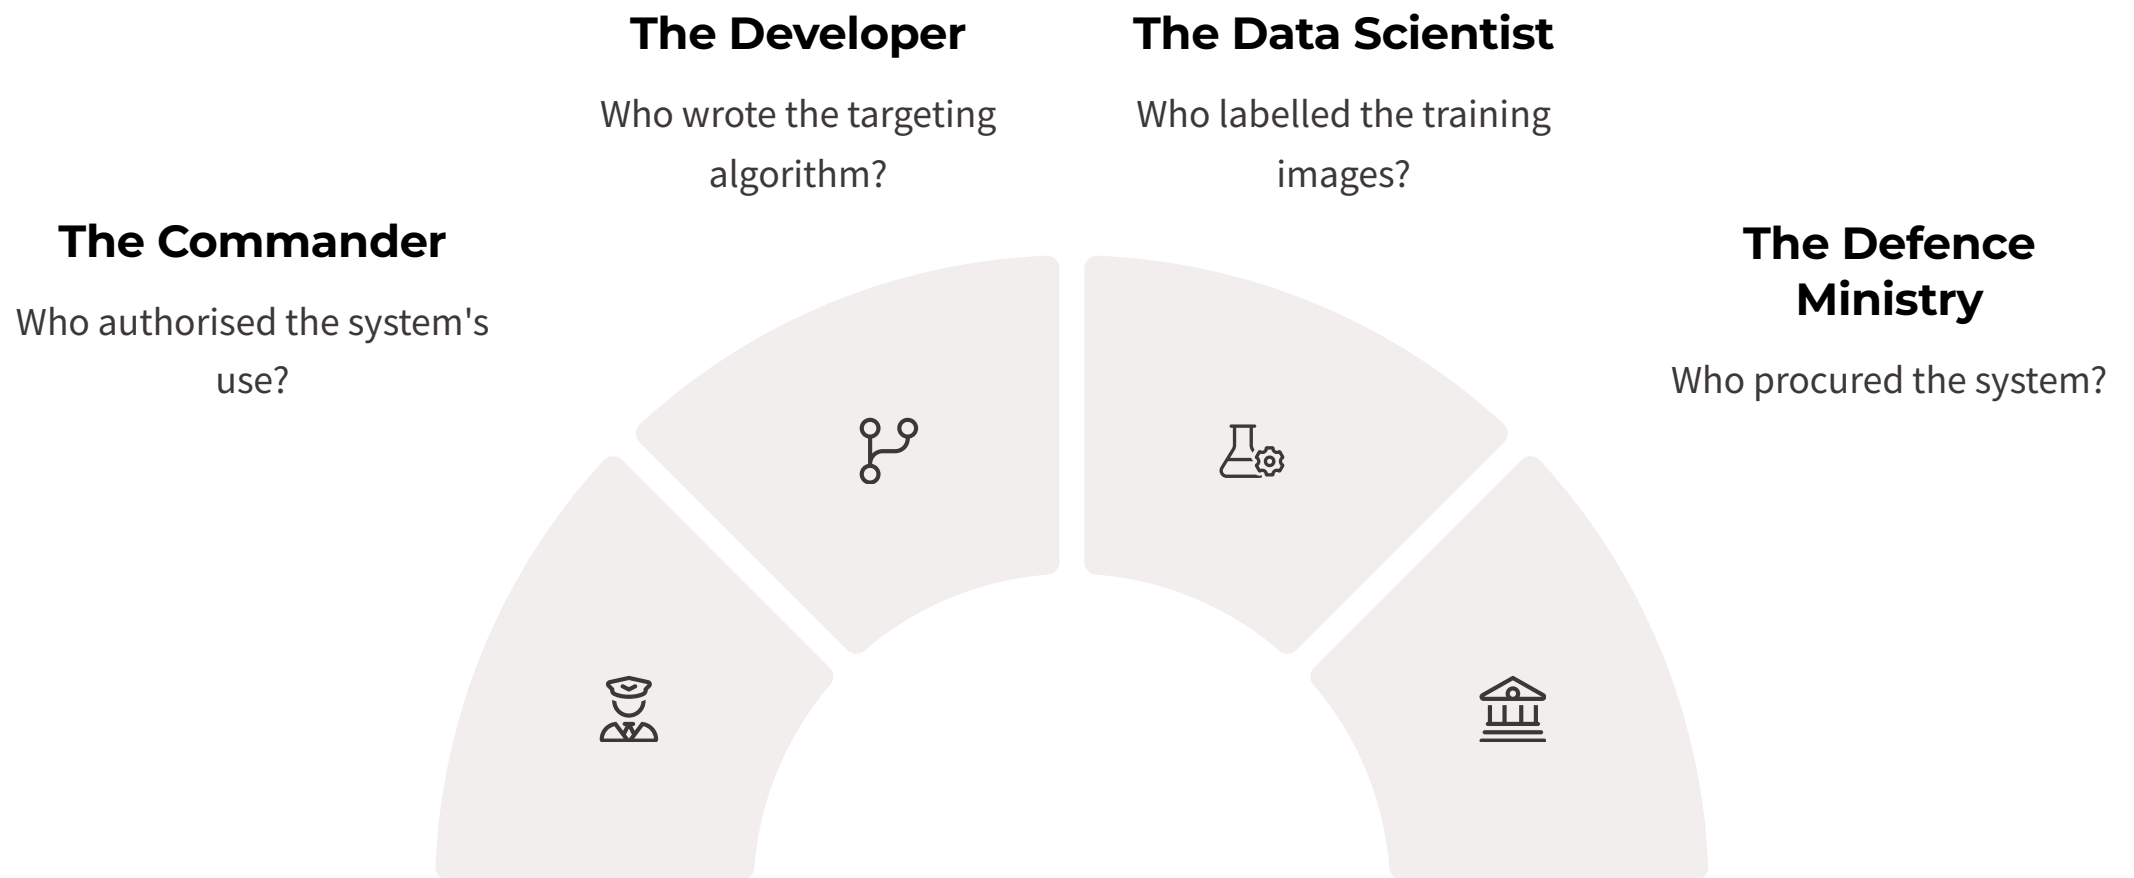 The Developer
Who wrote the targeting
algorithm?
The Data Scientist
Who labelled the training
images?
The Commander
Who authorised the system's
use?
The Defence
Ministry
Who procured the system?